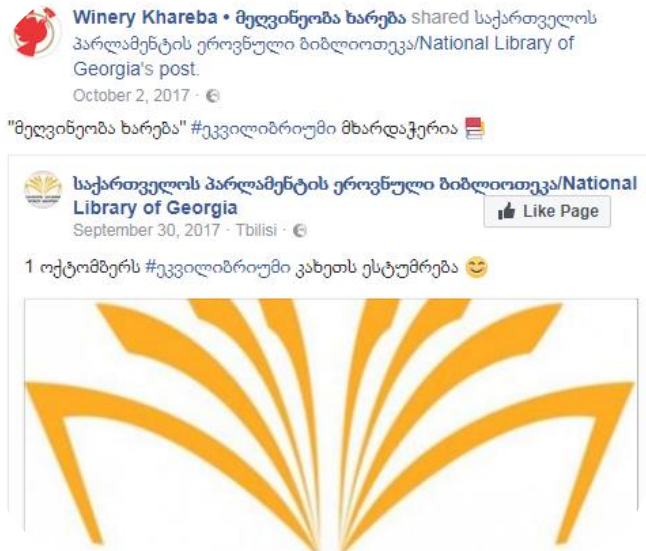 Winery Khareba • მეღვინეობა ხარება shared საქართველოს
პარლამენტის ეროვნული ბიბლიოთეკა/National Library of
Georgia's post.
October 2, 2017 ·
"მეღვინეობა ხარება" #ეკვილიბრიუმი მხარდაჭერია
საქართველოს პარლამენტის ეროვნული ბიბლიოთეკა/National
Library of Georgia
Like Page
September 30, 2017 · Tbilisi ·
1 ოქტომბერს #ეკვილიბრიუმი კახეთს ესტუმრება